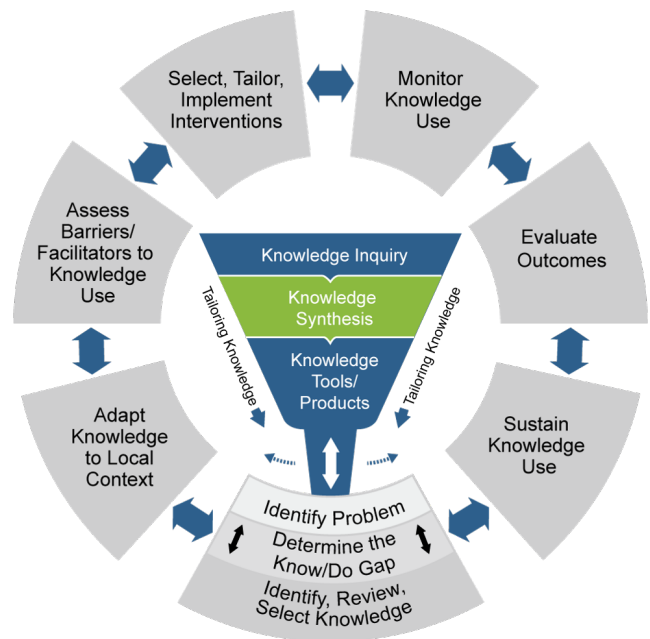 Select, Tailor,
Implement
Interventions
Monitor
Knowledge
Use
Assess
Barriers/
Facilitators to
Knowledge
Use
Evaluate
Outcomes
Knowledge Inquiry
Knowledge
Synthesis
Knowledge
Tools/
Products
Tailoring Knowledge
Tailoring Knowledge
Adapt
Knowledge
to Local
Context
Sustain
Knowledge
Use
Identify Problem
Determine the
Know/Do Gap
Identify, Review,
Select Knowledge